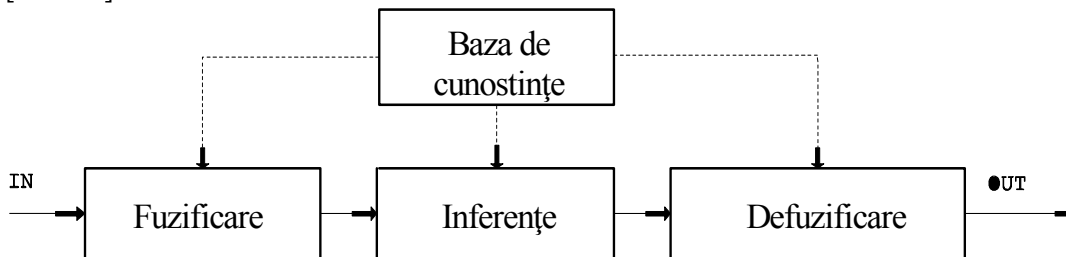 Baza de
cunostinţe
IN
OUT
Fuzificare
Inferenţe
Defuzificare